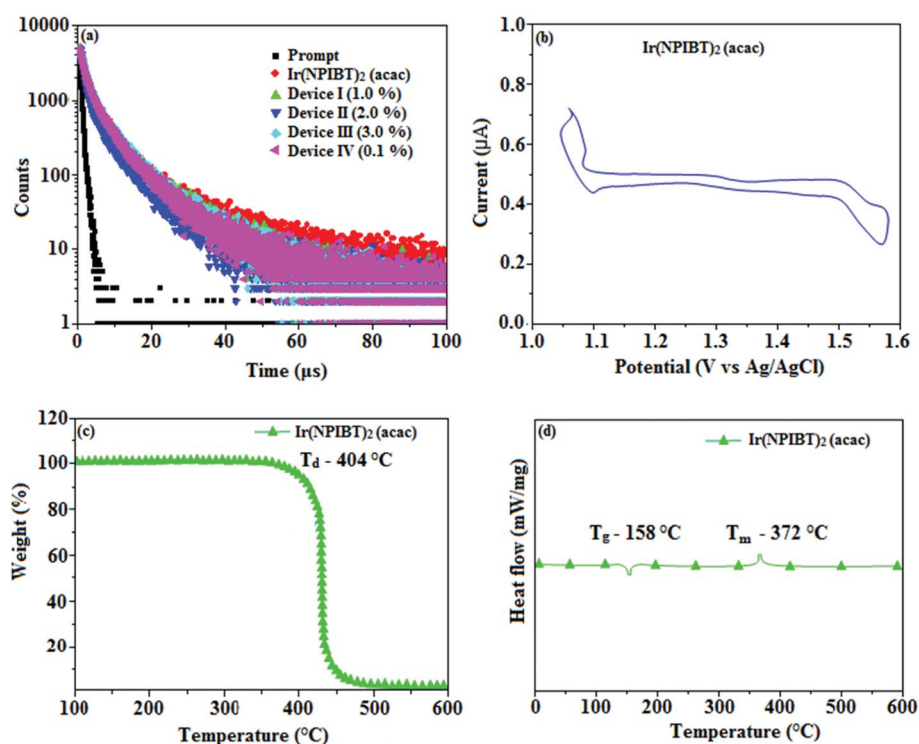 (a)
10000
1000
100
10
1
Counts
Prompt
Ir(NPIBT)₂ (acac)
Device I (1.0 %)
Device II (2.0 %)
Device III (3.0 %)
Device IV (0.1 %)
0 20 40 60 80 100
Time (µs)
(b)
Ir(NPIBT)₂ (acac)
1.0
0.8
0.6
0.4
0.2
0.0
Current (µA)
1.0 1.1 1.2 1.3 1.4 1.5 1.6
Potential (V vs Ag/AgCl)
(c)
Ir(NPIBT)₂ (acac)
T_d - 404 °C
120
100
80
60
40
20
Weight (%)
100 200 300 400 500 600
Temperature (°C)
(d)
Ir(NPIBT)₂ (acac)
T_g - 158 °C T_m - 372 °C
Heat flow (mW/mg)
0 100 200 300 400 500 600
Temperature (°C)